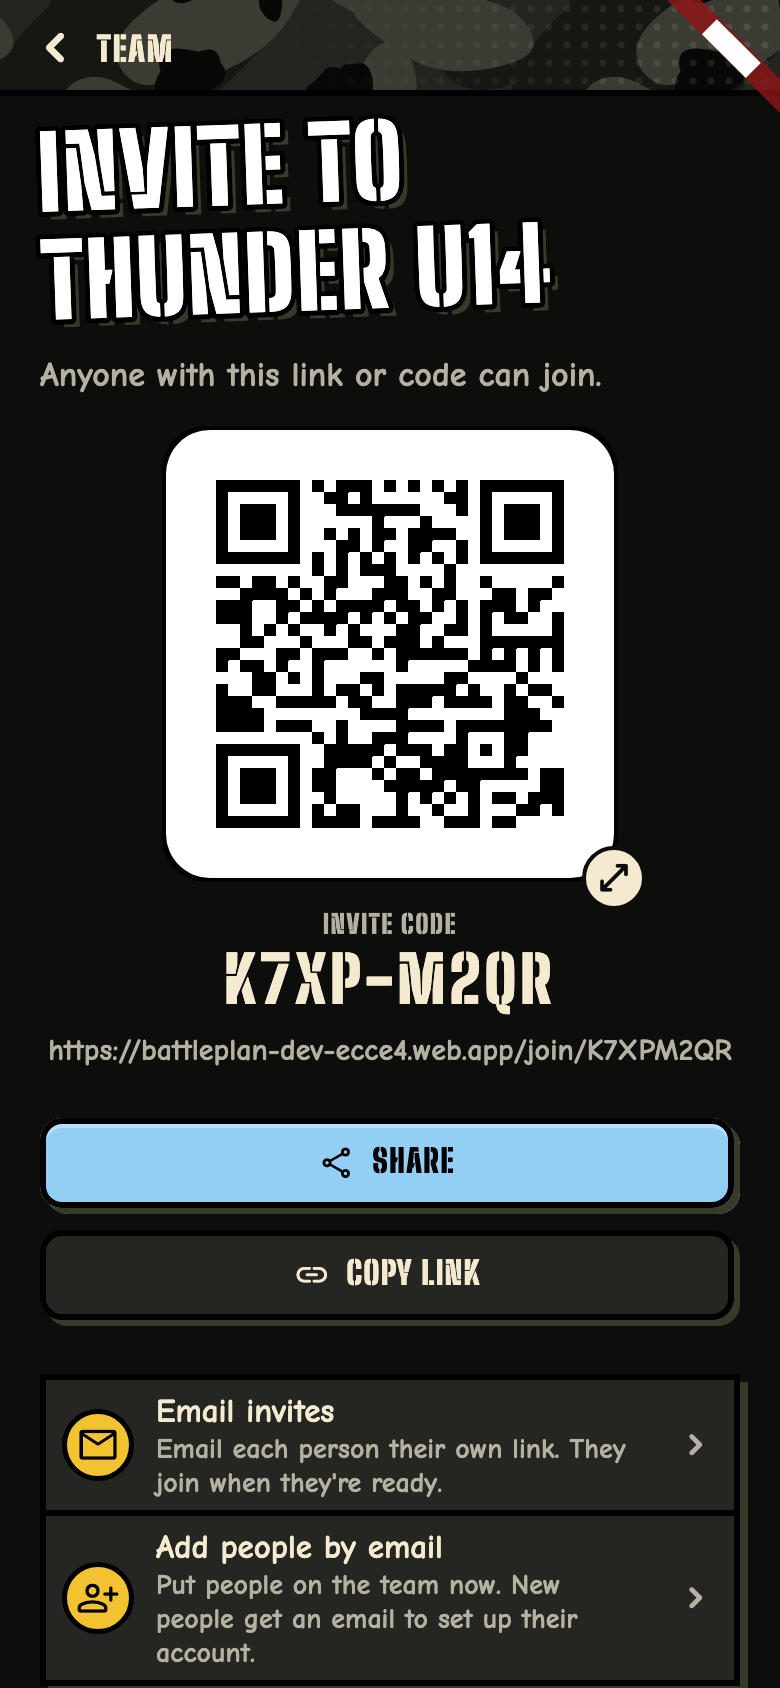 TEAM
INVITE TO
THUNDER U14
Anyone with this link or code can join.
INVITE CODE
K7XP-M2QR
https://battleplan-dev-ecce4.web.app/join/K7XPM2QR
SHARE
COPY LINK
Email invites
Email each person their own link. They
join when they're ready.
Add people by email
Put people on the team now. New
people get an email to set up their
account.